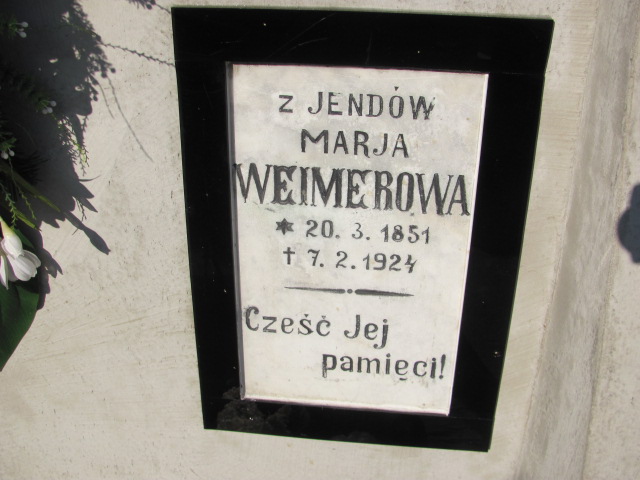 Z JENDÓW
MARJA
WEIMEROWA
* 20. 3. 1851
† 7. 2. 1924
Cześć Jej
pamięci!